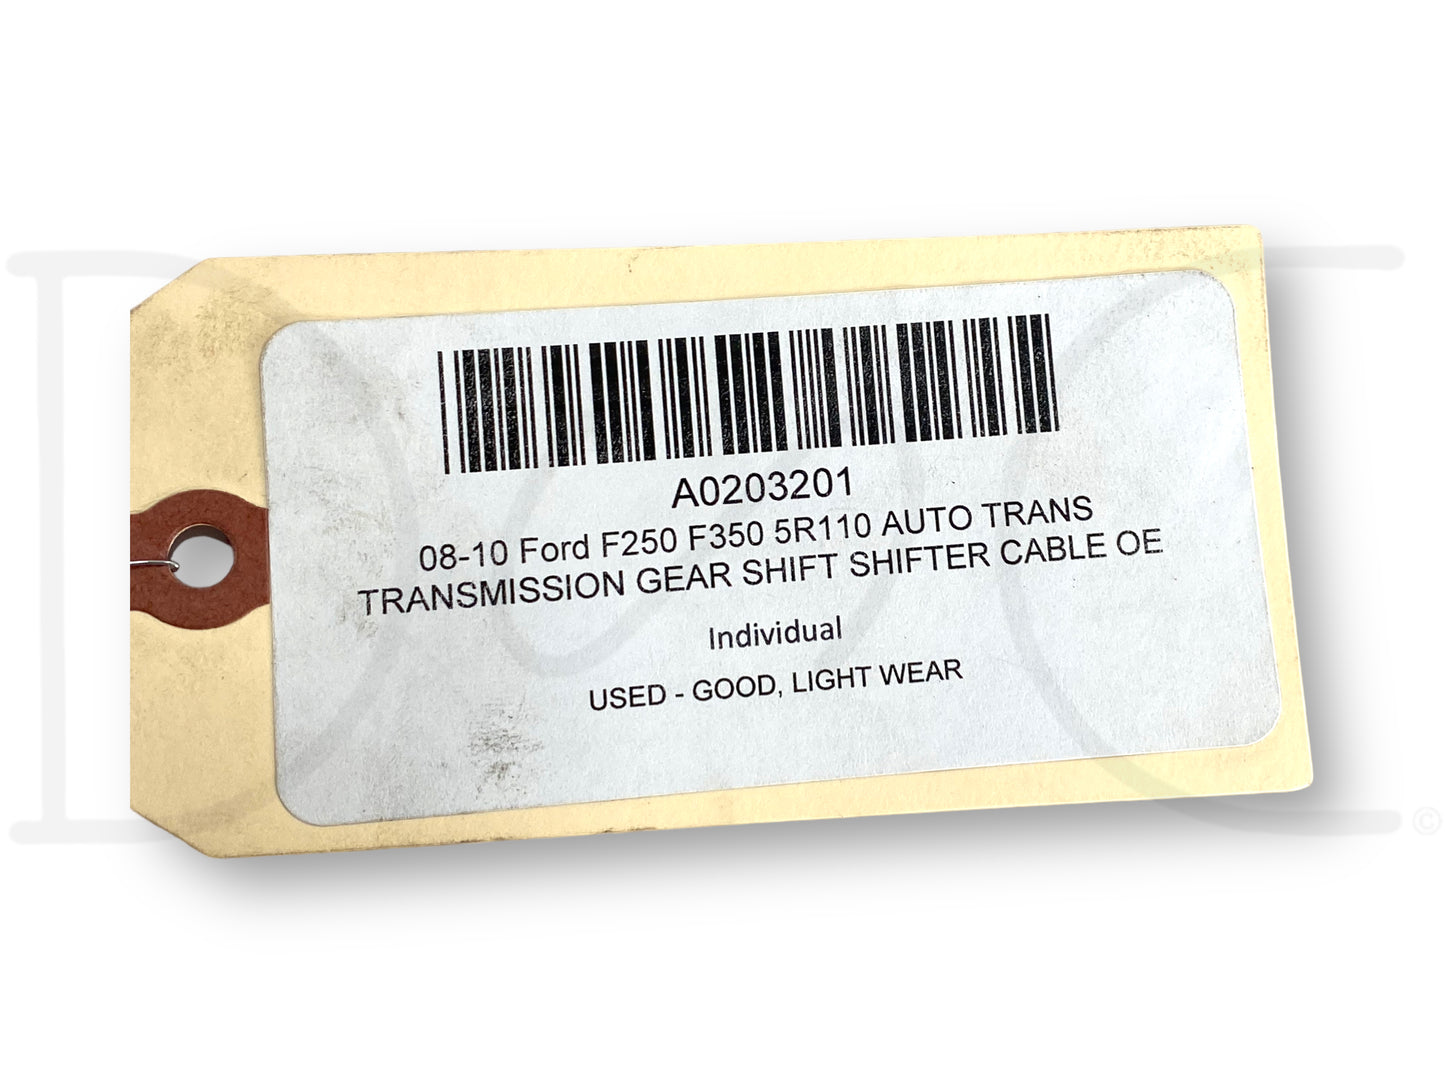 A0203201
08-10 Ford F250 F350 5R110 AUTO TRANS
TRANSMISSION GEAR SHIFT SHIFTER CABLE OE
Individual
USED - GOOD, LIGHT WEAR
©